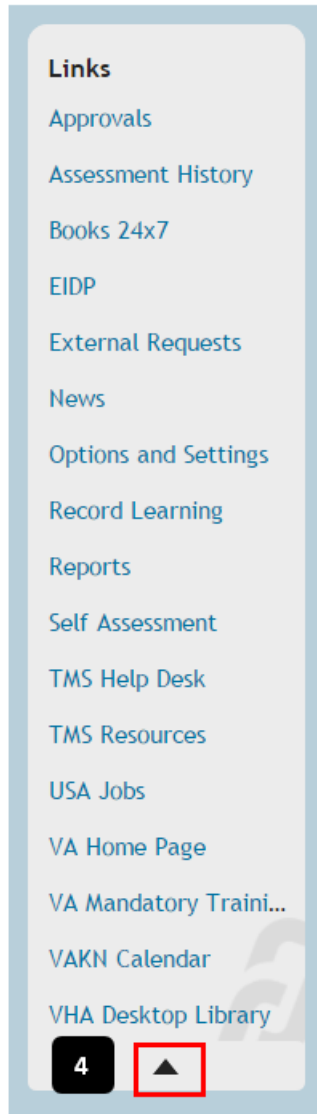 Links
Approvals
Assessment History
Books 24x7
EIDP
External Requests
News
Options and Settings
Record Learning
Reports
Self Assessment
TMS Help Desk
TMS Resources
USA Jobs
VA Home Page
VA Mandatory Traini...
VAKN Calendar
VHA Desktop Library
4